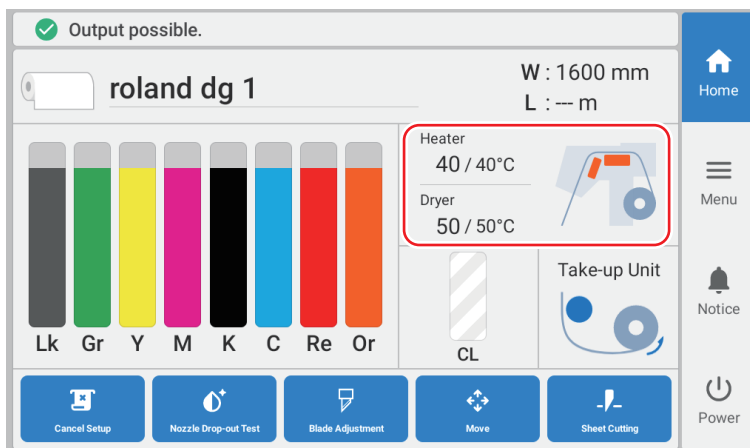 Output possible.
roland dg 1
W : 1600 mm
L : --- m
Home
Heater
40 / 40°C
Dryer
50 / 50°C
Menu
Lk Gr Y M K C Re Or
CL
Take-up Unit
Notice
Cancel Setup
Nozzle Drop-out Test
Blade Adjustment
Move
Sheet Cutting
Power